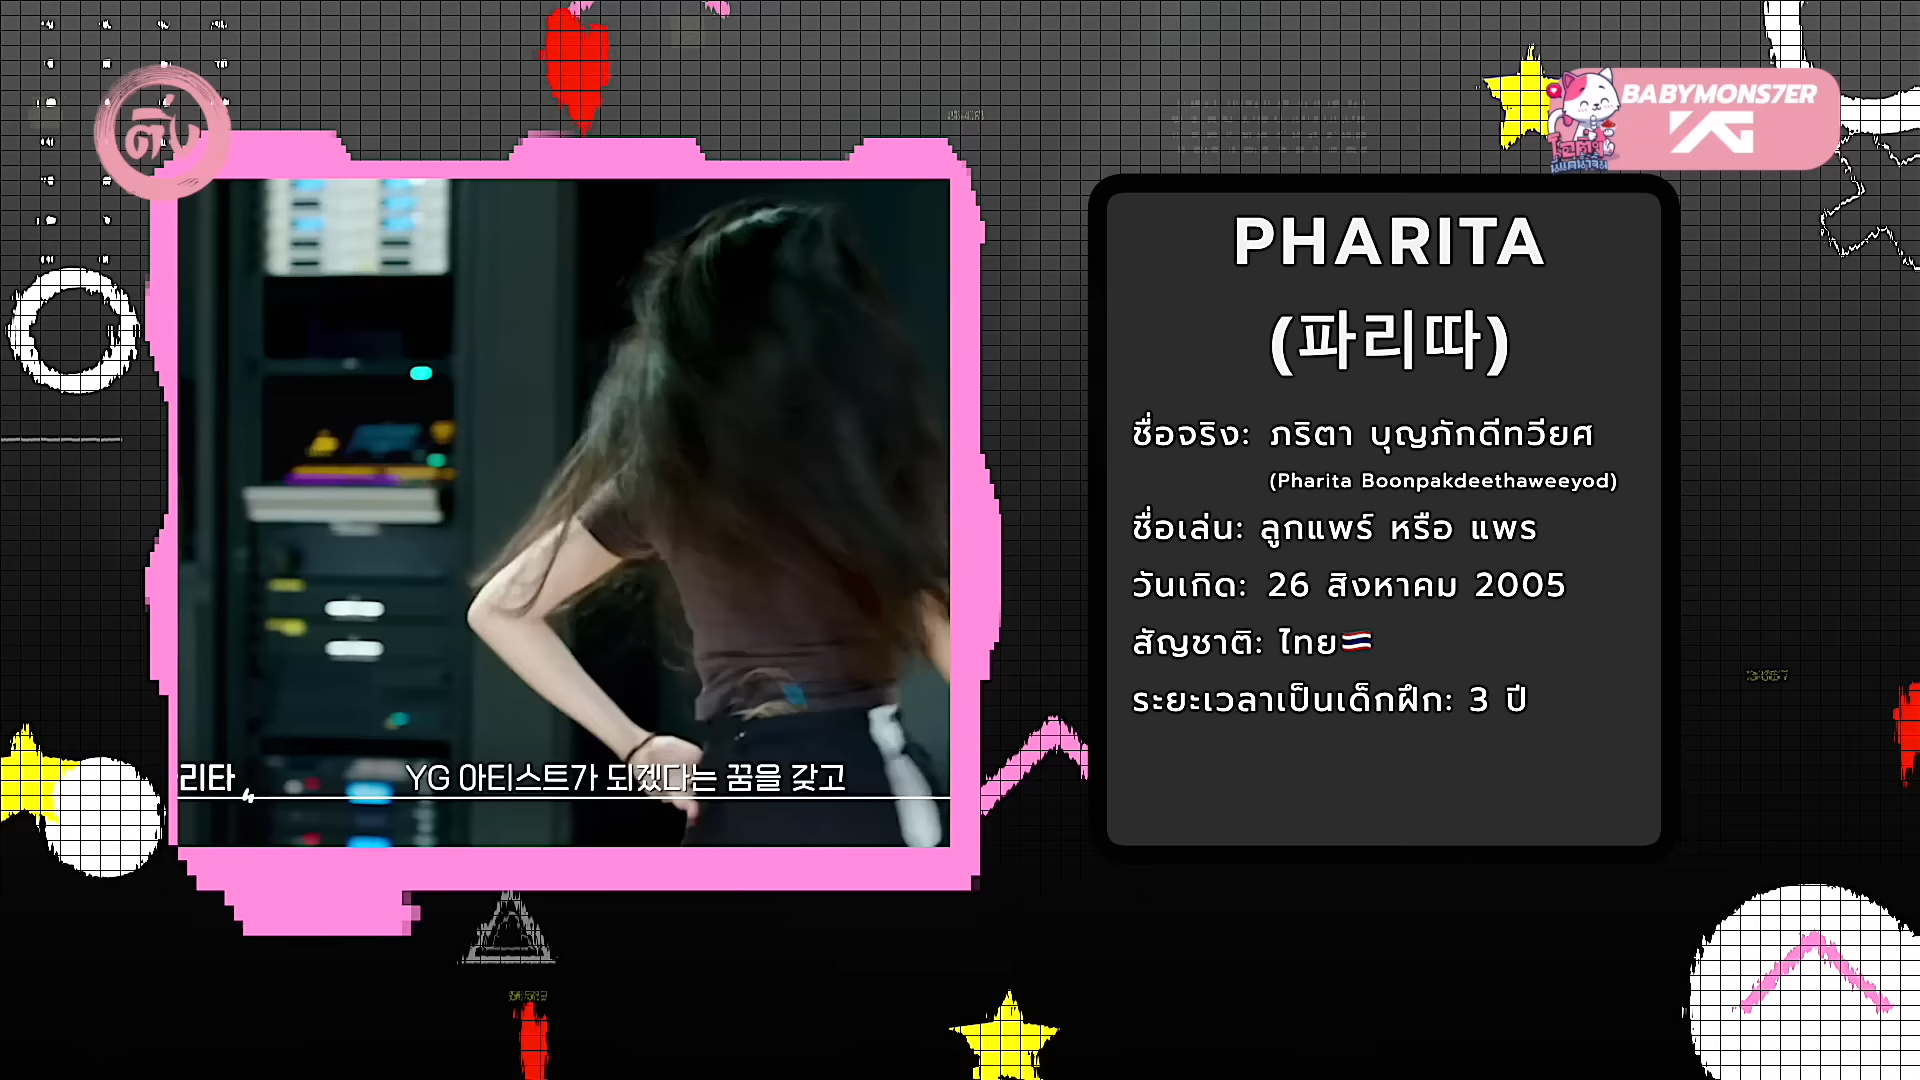 ติ่ง
BABYMONS7ER
YG
PHARITA
(파리따)
ชื่อจริง: ภริตา บุญภักดีทวียศ
(Pharita Boonpakdeethaweeyod)
ชื่อเล่น: ลูกแพร์ หรือ แพร
วันเกิด: 26 สิงหาคม 2005
สัญชาติ: ไทย
ระยะเวลาเป็นเด็กฝึก: 3 ปี
리타 YG 아티스트가 되겠다는 꿈을 갖고